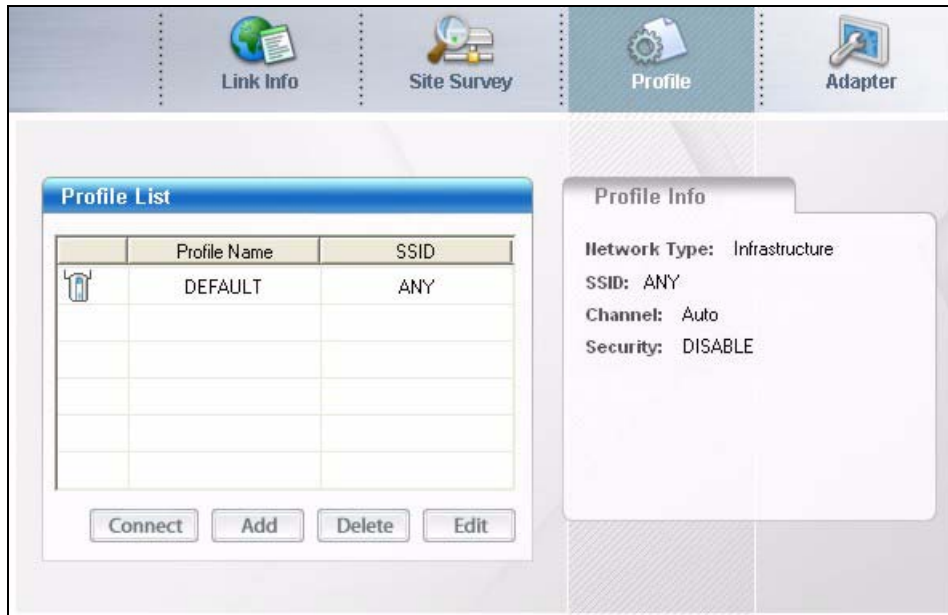 Link Info
Site Survey
Profile
Adapter
Profile List
Profile Name SSID
DEFAULT ANY
Connect Add Delete Edit
Profile Info
Network Type: Infrastructure
SSID: ANY
Channel: Auto
Security: DISABLE